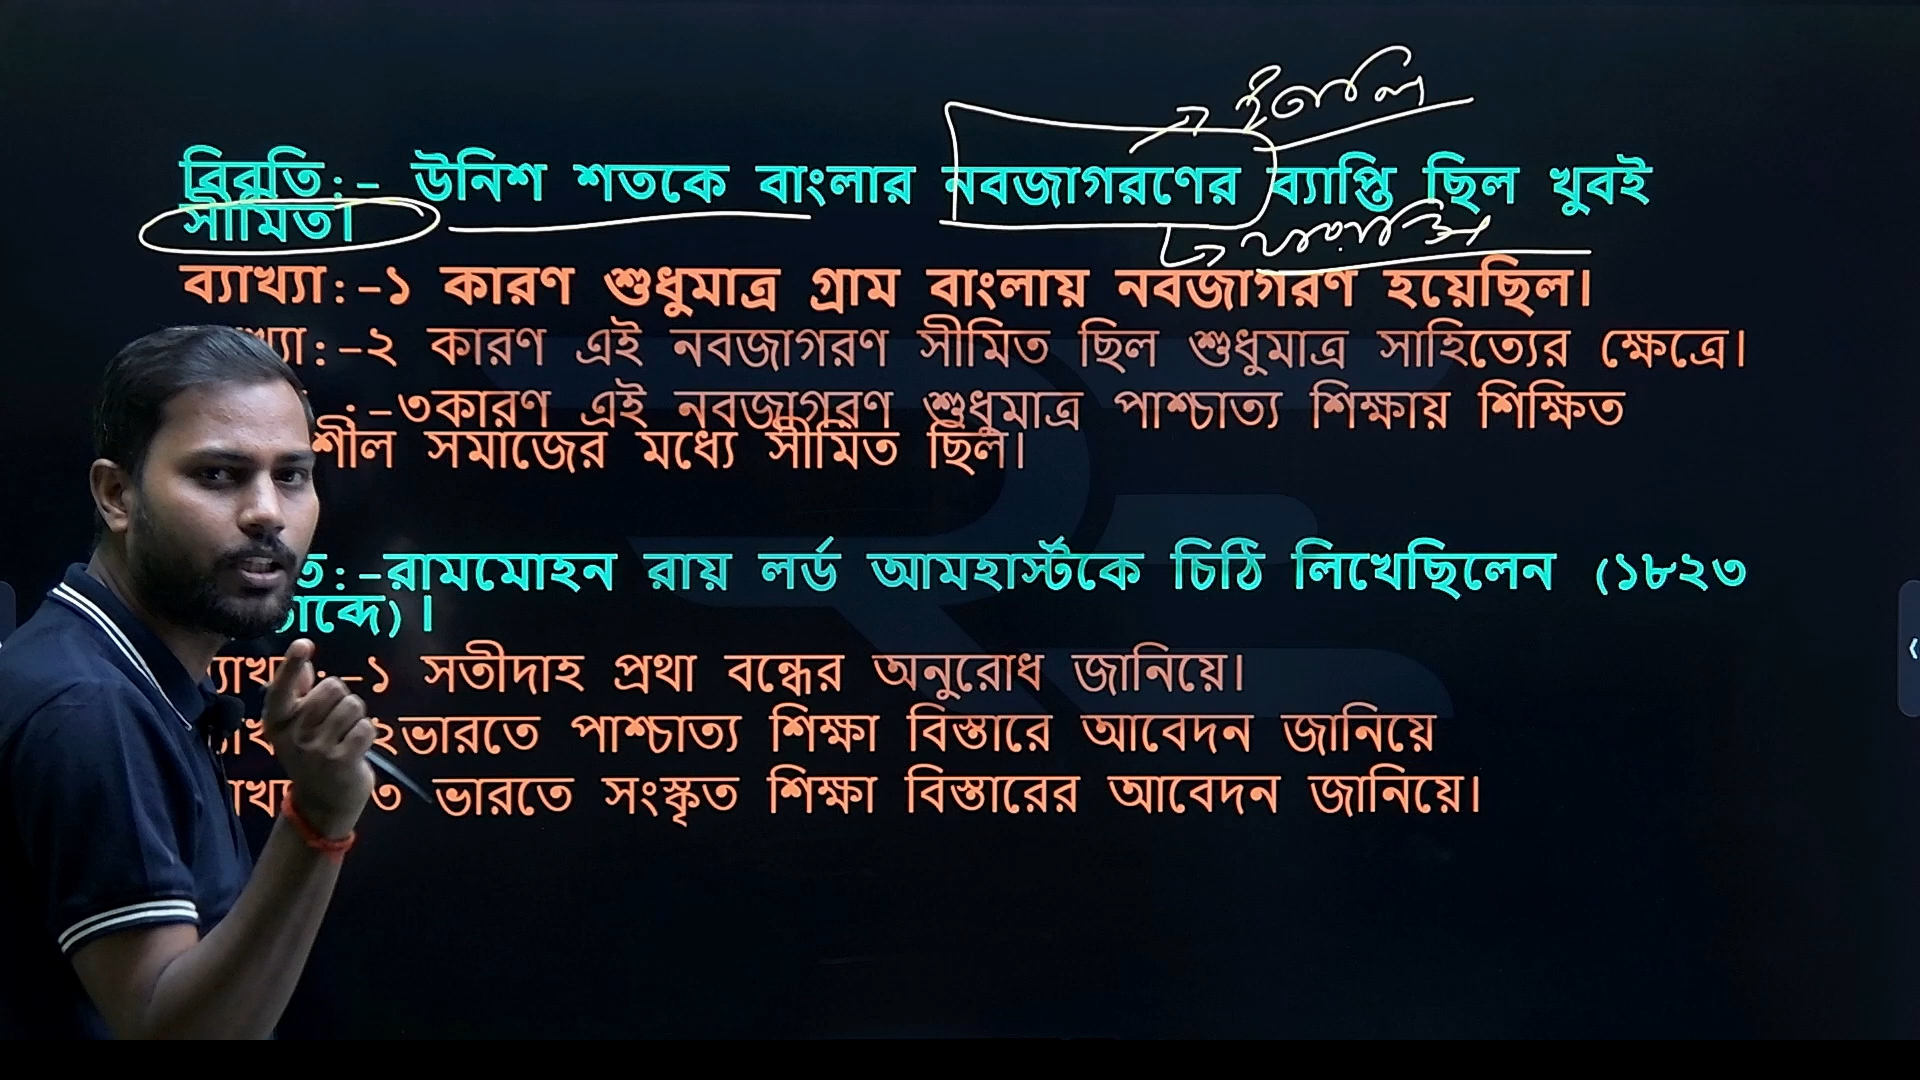 ইতালি
বিবৃতি:- উনিশ শতকে বাংলার নবজাগরণের ব্যাপ্তি ছিল খুবই
সীমিত।
ব্যাখ্যা:-১ কারণ শুধুমাত্র গ্রাম বাংলায় নবজাগরণ হয়েছিল।
:-২ কারণ এই নবজাগরণ সীমিত ছিল শুধুমাত্র সাহিত্যের ক্ষেত্রে।
:-৩কারণ এই নবজাগরণ শুধুমাত্র পাশ্চাত্য শিক্ষায় শিক্ষিত
শীল সমাজের মধ্যে সীমিত ছিল।
:-রামমোহন রায় লর্ড আমহার্স্টকে চিঠি লিখেছিলেন (১৮২৩
াব্দে)।
:-১ সতীদাহ প্রথা বন্ধের অনুরোধ জানিয়ে।
২ভারতে পাশ্চাত্য শিক্ষা বিস্তারে আবেদন জানিয়ে
৩ ভারতে সংস্কৃত শিক্ষা বিস্তারের আবেদন জানিয়ে।